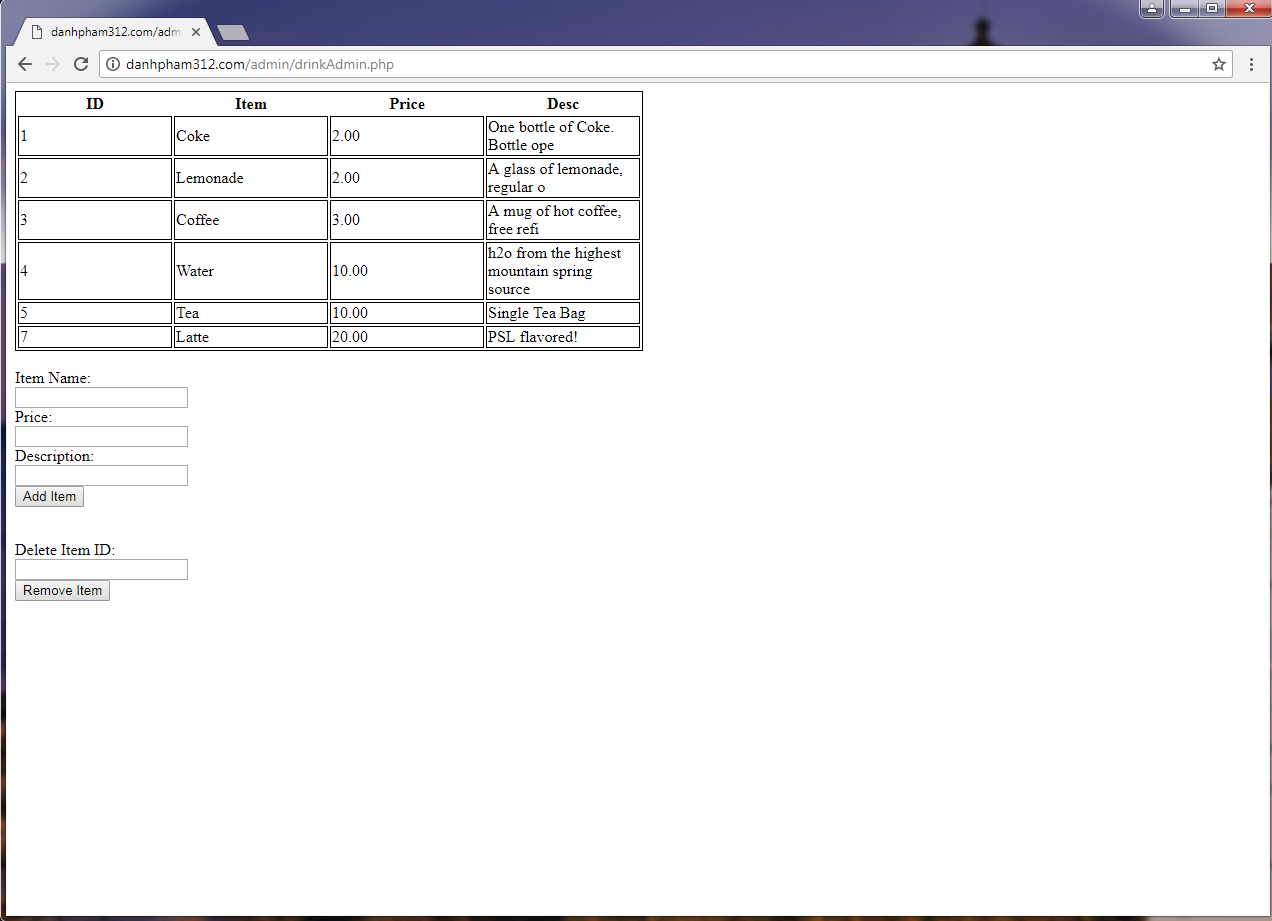 danhpham312.com/adm
danhpham312.com/admin/drinkAdmin.php
ID Item Price Desc
1 Coke 2.00 One bottle of Coke.
Bottle ope
2 Lemonade 2.00 A glass of lemonade,
regular o
3 Coffee 3.00 A mug of hot coffee,
free refi
4 Water 10.00 h2o from the highest
mountain spring
source
5 Tea 10.00 Single Tea Bag
7 Latte 20.00 PSL flavored!
Item Name:
Price:
Description:
Add Item
Delete Item ID:
Remove Item